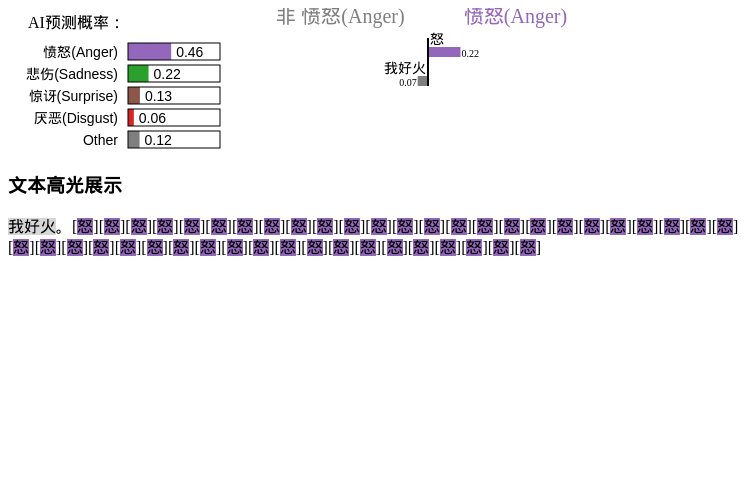 AI预测概率：
愤怒(Anger) 0.46
悲伤(Sadness) 0.22
惊讶(Surprise) 0.13
厌恶(Disgust) 0.06
Other 0.12
非 愤怒(Anger) 愤怒(Anger)
怒
0.22
我好火
0.07
文本高光展示
我好火。[怒][怒][怒][怒][怒][怒][怒][怒][怒][怒][怒][怒][怒][怒][怒][怒][怒][怒][怒][怒][怒][怒][怒][怒][怒]
[怒][怒][怒][怒][怒][怒][怒][怒][怒][怒][怒][怒][怒][怒][怒][怒][怒][怒][怒][怒]